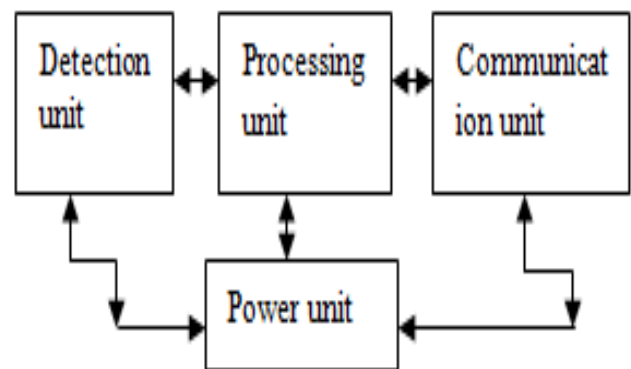 Detection
unit
Processing
unit
Communicat
ion unit
Power unit